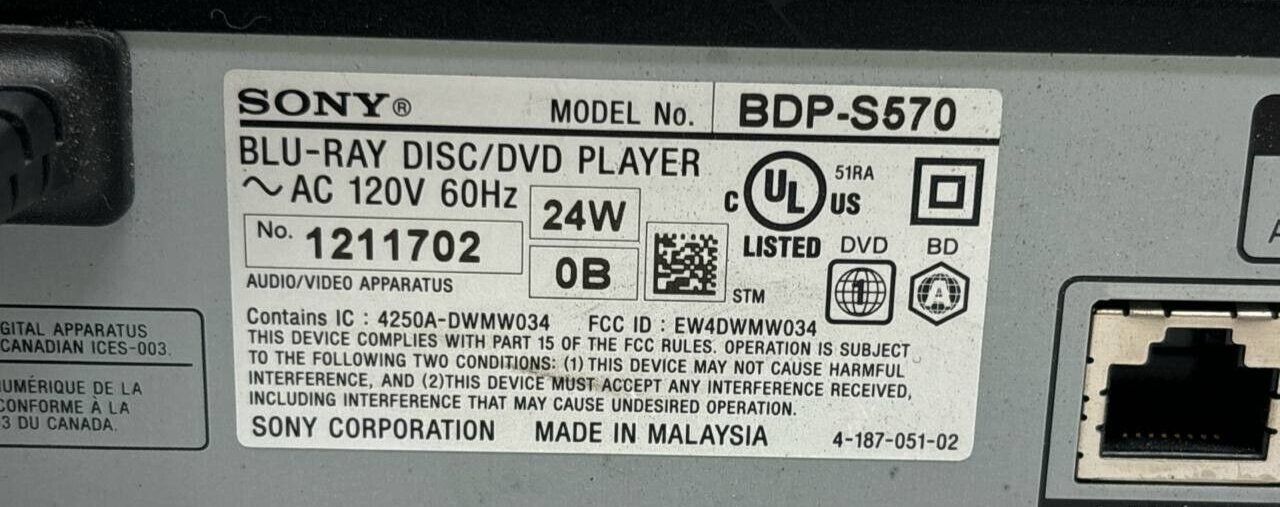 SONY® MODEL No. BDP-S570
BLU-RAY DISC/DVD PLAYER
~ AC 120V 60Hz 24W
No. 1211702 0B
AUDIO/VIDEO APPARATUS
C UL US 51RA
LISTED
DVD BD
1 A
STM
Contains IC : 4250A-DWMW034 FCC ID : EW4DWMW034
THIS DEVICE COMPLIES WITH PART 15 OF THE FCC RULES. OPERATION IS SUBJECT
TO THE FOLLOWING TWO CONDITIONS: (1) THIS DEVICE MAY NOT CAUSE HARMFUL
INTERFERENCE, AND (2)THIS DEVICE MUST ACCEPT ANY INTERFERENCE RECEIVED,
INCLUDING INTERFERENCE THAT MAY CAUSE UNDESIRED OPERATION.
SONY CORPORATION MADE IN MALAYSIA 4-187-051-02
APPARATUS
CANADIAN ICES-003.
DE LA
CONFORME À LA
3 DU CANADA.